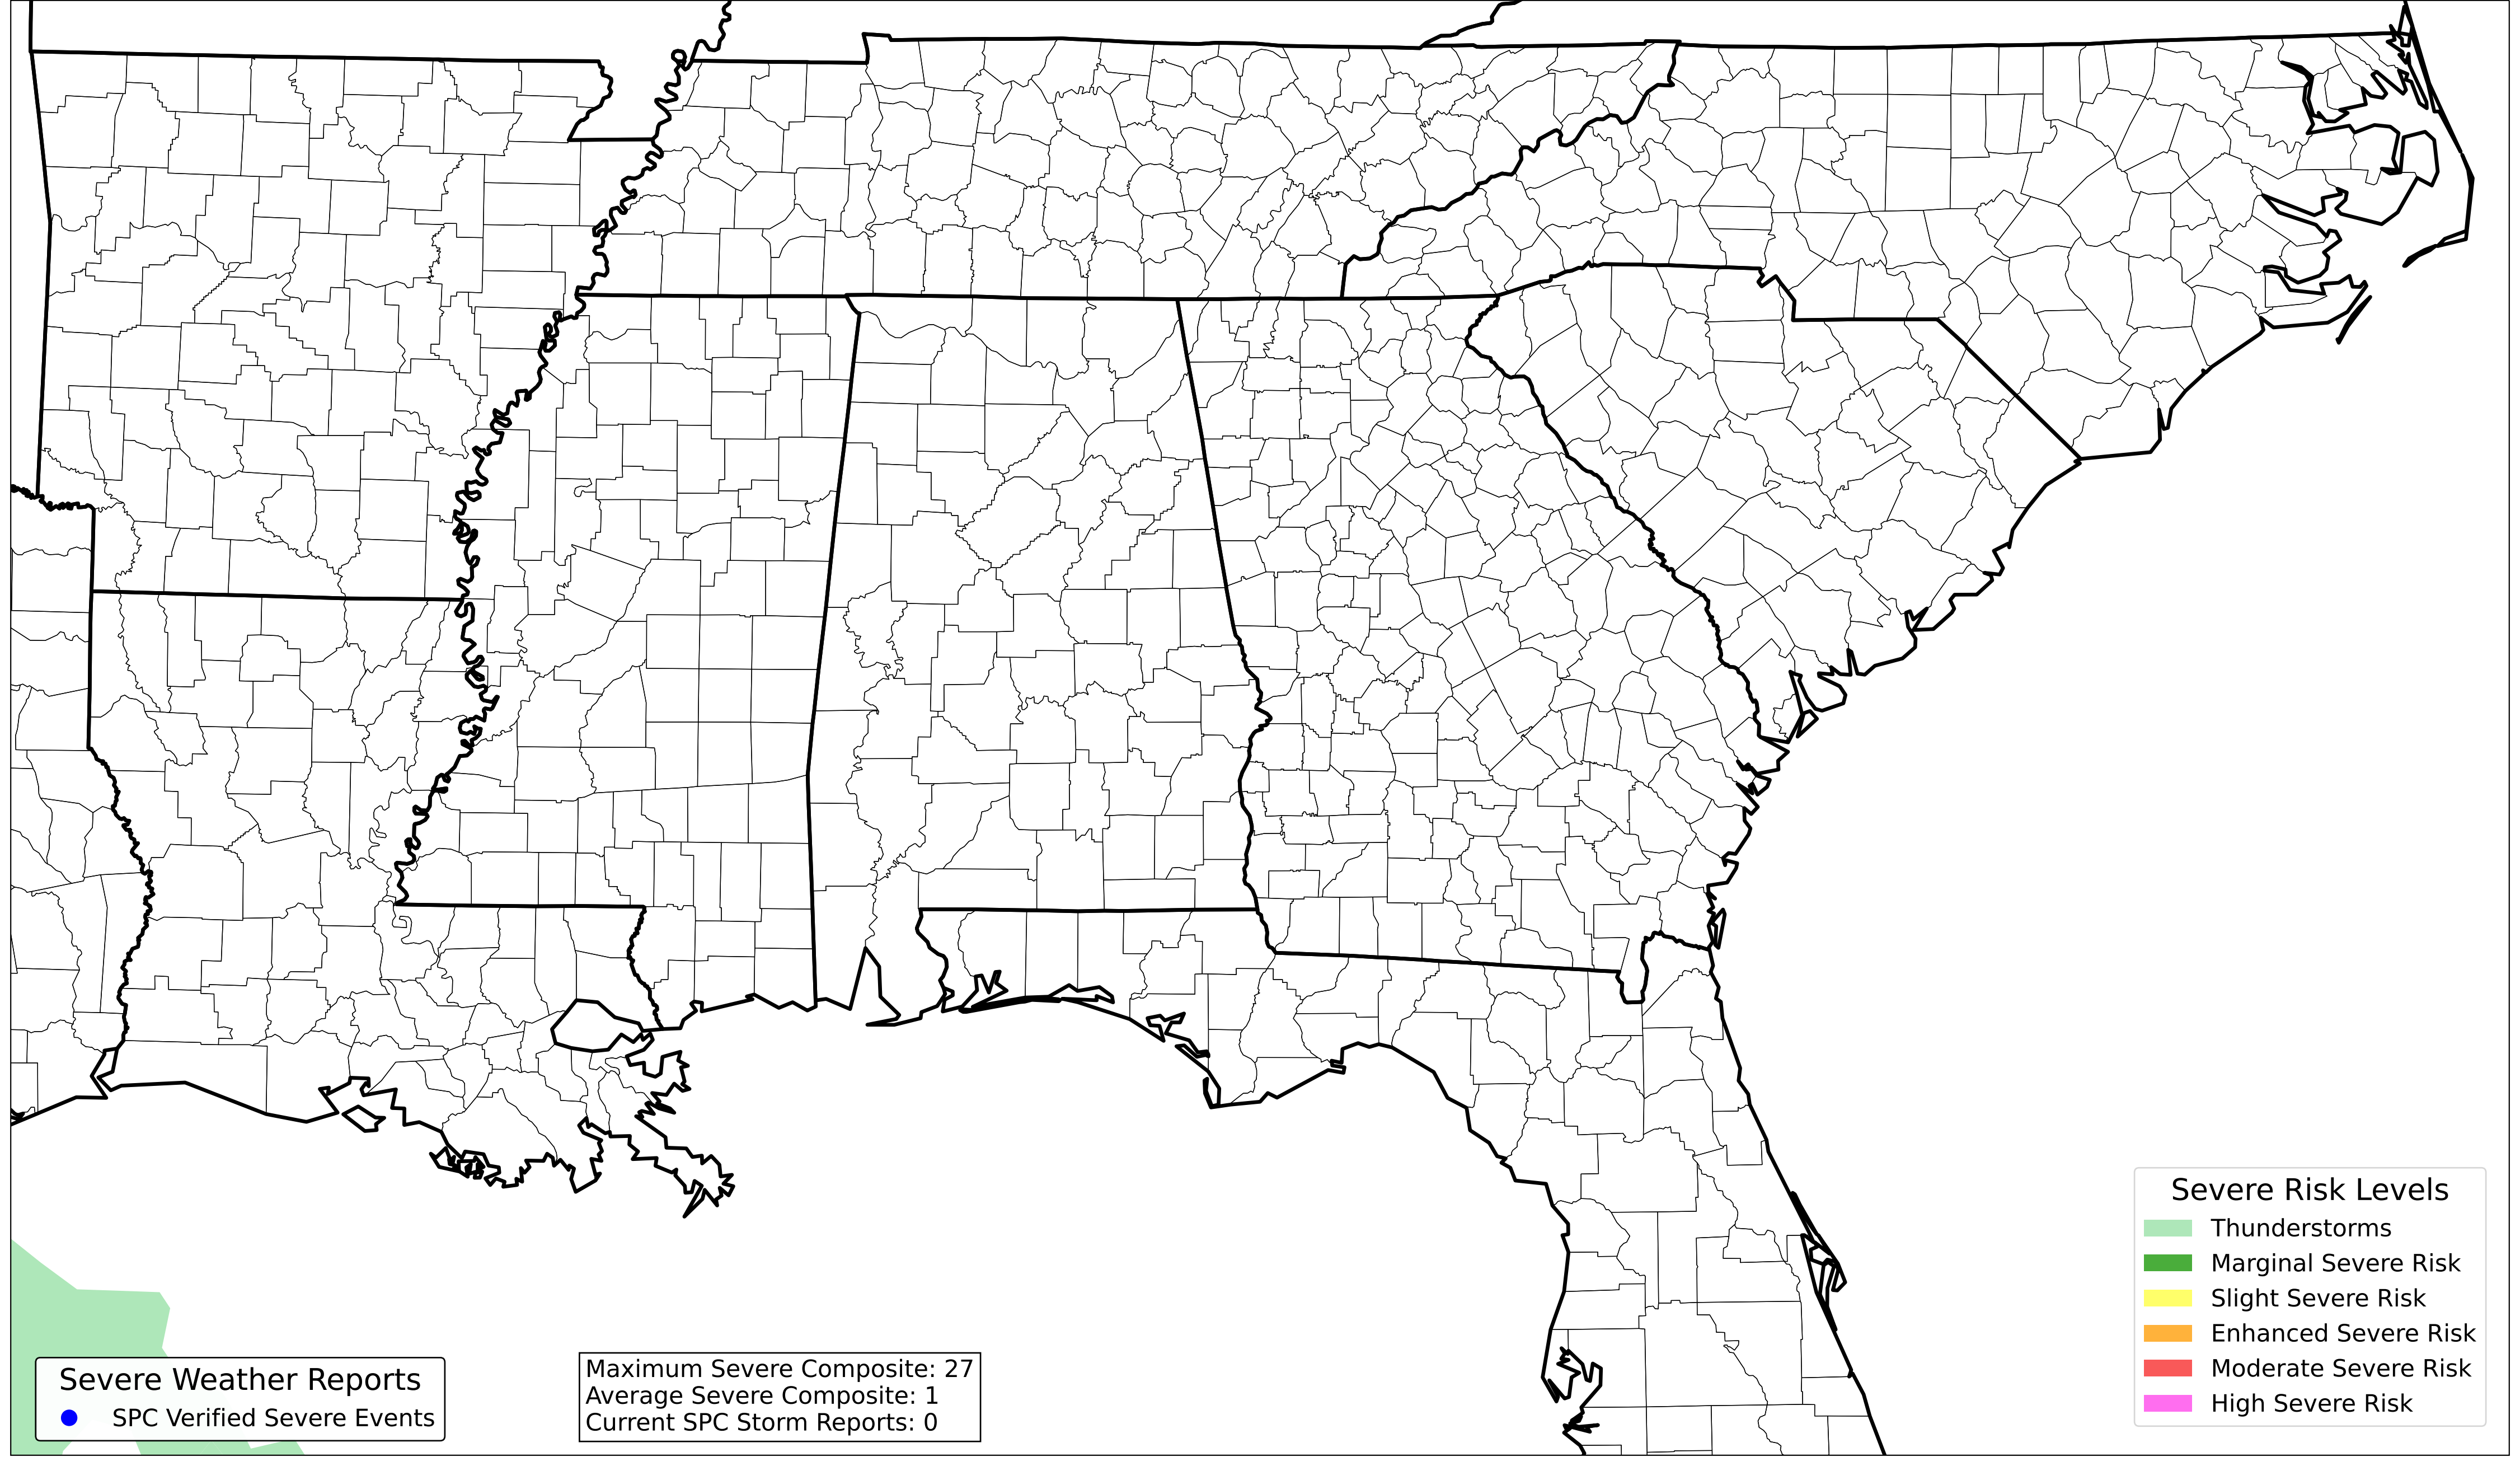 Severe Weather Reports
SPC Verified Severe Events
Maximum Severe Composite: 27
Average Severe Composite: 1
Current SPC Storm Reports: 0
Severe Risk Levels
Thunderstorms
Marginal Severe Risk
Slight Severe Risk
Enhanced Severe Risk
Moderate Severe Risk
High Severe Risk